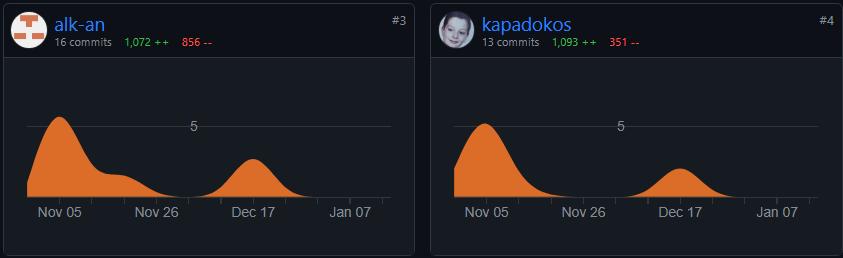 alk-an
#3
16 commits 1,072 ++ 856 --
5
Nov 05 Nov 26 Dec 17 Jan 07
kapadokos
#4
13 commits 1,093 ++ 351 --
5
Nov 05 Nov 26 Dec 17 Jan 07